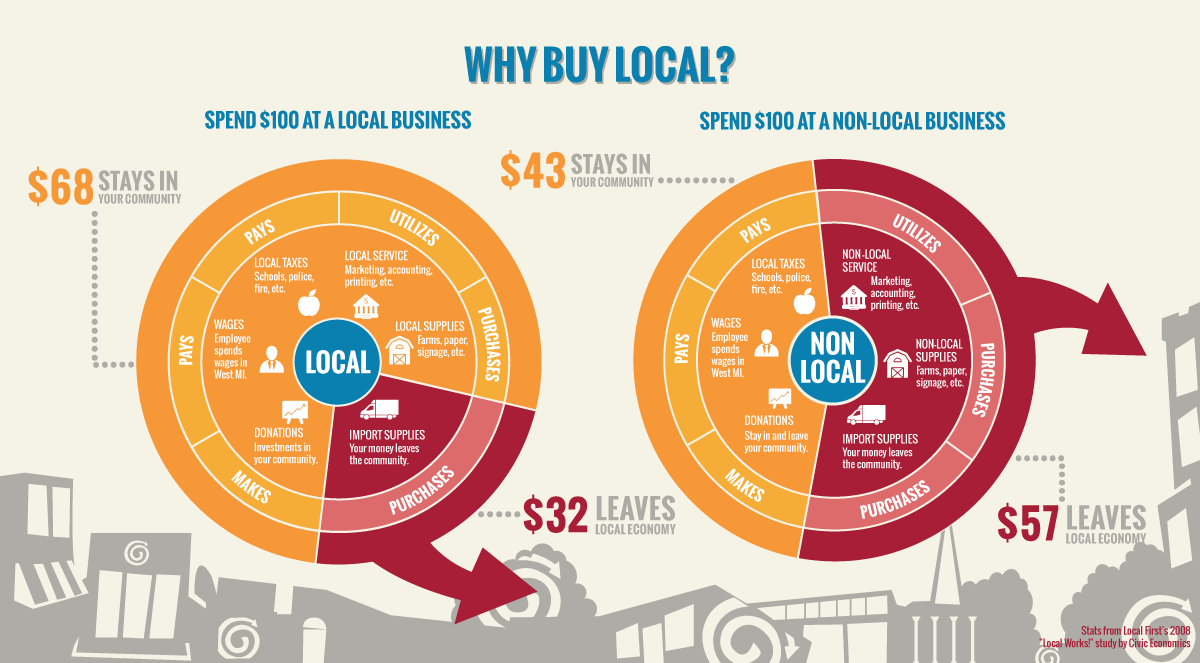 WHY BUY LOCAL?
SPEND $100 AT A LOCAL BUSINESS
$68 STAYS IN
YOUR COMMUNITY
PAYS
UTILIZES
PURCHASES
PAYS
MAKES
PURCHASES
LOCAL TAXES
Schools, police,
fire, etc.
LOCAL SERVICE
Marketing, accounting,
printing, etc.
$
WAGES
Employee
spends
wages in
West MI.
LOCAL
LOCAL SUPPLIES
Farms, paper,
signage, etc.
DONATIONS
Investments in
your community.
IMPORT SUPPLIES
Your money leaves
the community.
$32 LEAVES
LOCAL ECONOMY
SPEND $100 AT A NON-LOCAL BUSINESS
$43 STAYS IN
YOUR COMMUNITY
PAYS
UTILIZES
PAYS
PURCHASES
MAKES
PURCHASES
LOCAL TAXES
Schools, police,
fire, etc.
NON-LOCAL
SERVICE
Marketing,
accounting,
printing, etc.
$
WAGES
Employee
spends
wages in
West MI.
NON
LOCAL
NON-LOCAL
SUPPLIES
Farms, paper,
signage, etc.
DONATIONS
Stay in and leave
your community.
IMPORT SUPPLIES
Your money leaves
the community.
$57 LEAVES
LOCAL ECONOMY
Stats from Local First's 2008
"Local Works!" study by Civic Economics